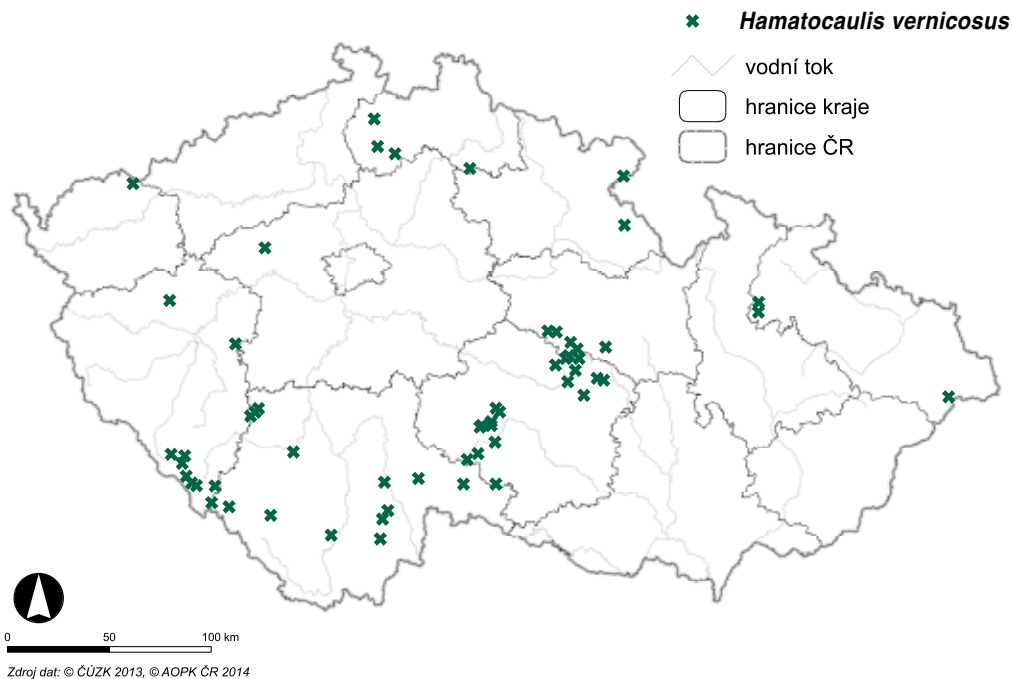 Hamatocaulis vernicosus
vodní tok
hranice kraje
hranice ČR
0 50 100 km
Zdroj dat: © ČÚZK 2013, © AOPK ČR 2014